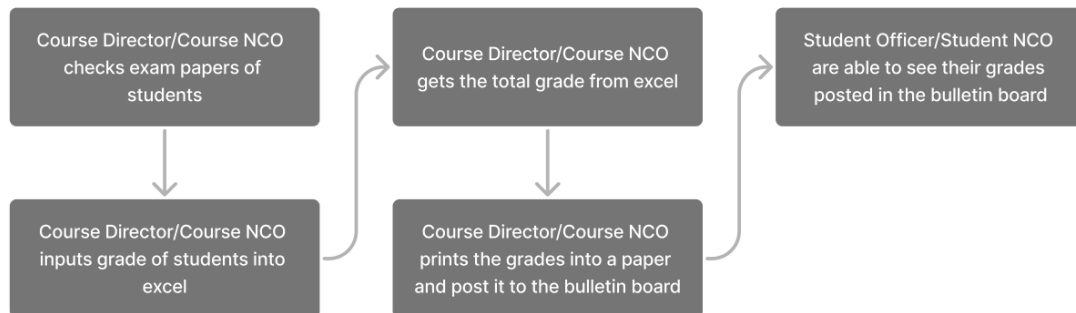 Course Director/Course NCO
checks exam papers of
students
Course Director/Course NCO
inputs grade of students into
excel
Course Director/Course NCO
gets the total grade from excel
Course Director/Course NCO
prints the grades into a paper
and post it to the bulletin board
Student Officer/Student NCO
are able to see their grades
posted in the bulletin board